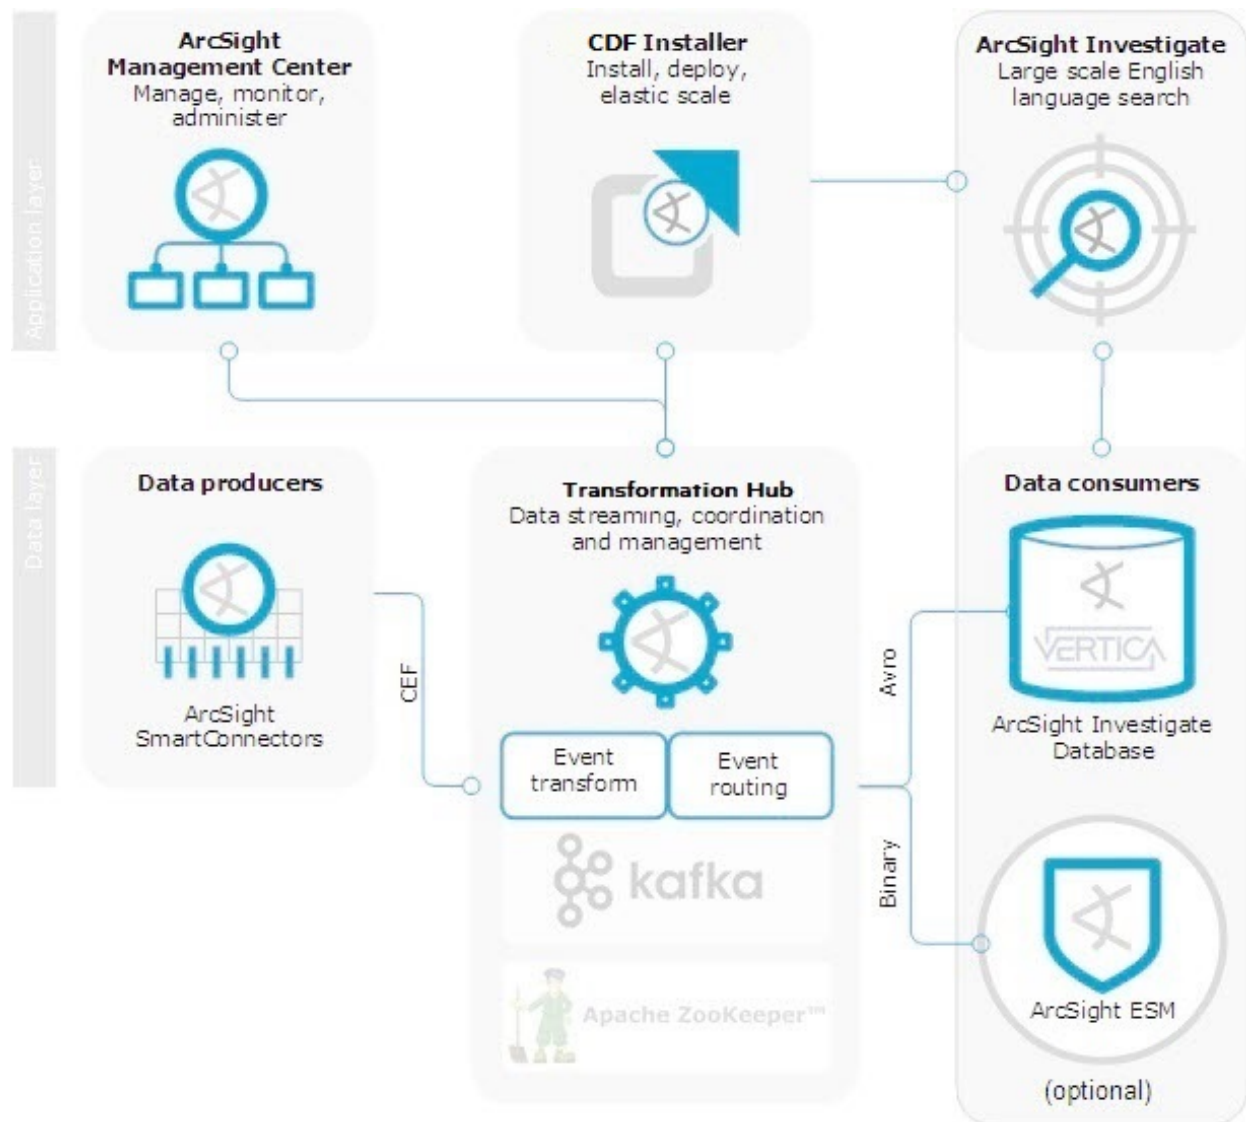 Application layer
ArcSight
Management Center
Manage, monitor,
administer
CDF Installer
Install, deploy,
elastic scale
ArcSight Investigate
Large scale English
language search
Data layer
Data producers
ArcSight
SmartConnectors
CEF
Transformation Hub
Data streaming, coordination
and management
Event
transform
Event
routing
kafka
Apache ZooKeeper™
Avro
Binary
Data consumers
VERTICA
ArcSight Investigate
Database
ArcSight ESM
(optional)